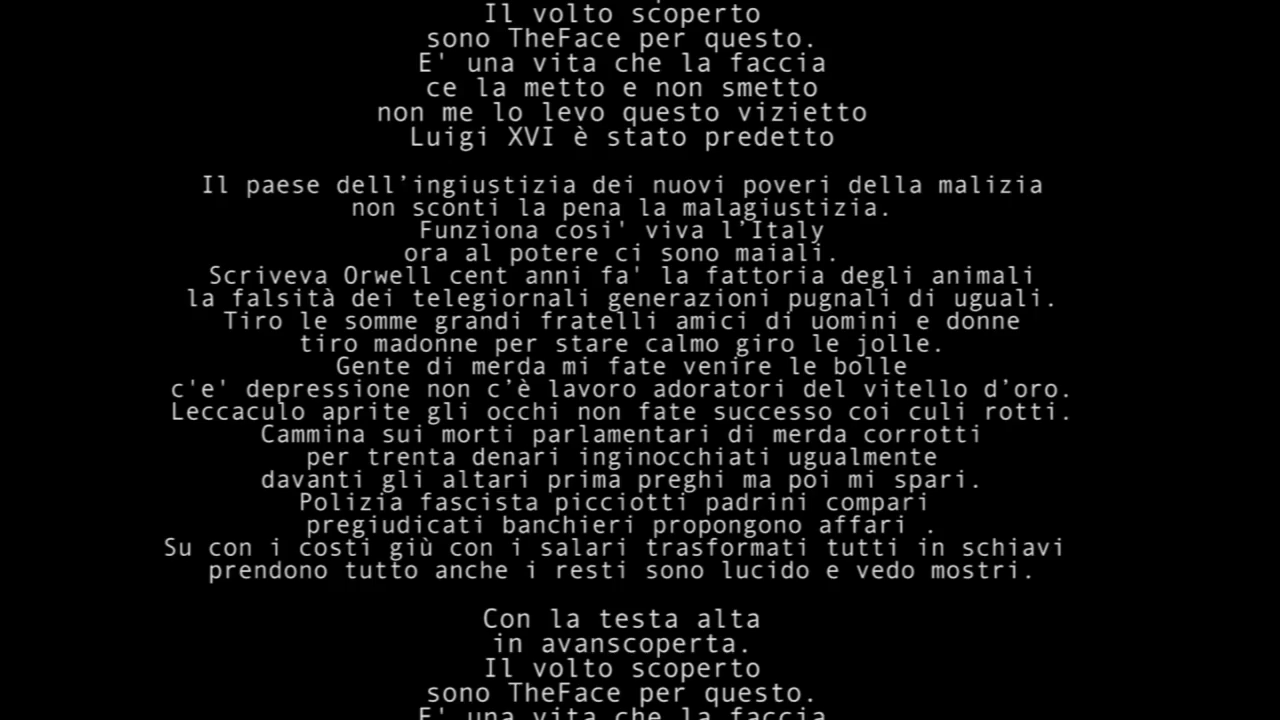 Il volto scoperto
sono TheFace per questo.
E' una vita che la faccia
ce la metto e non smetto
non me lo levo questo vizietto
Luigi XVI è stato predetto
Il paese dell’ingiustizia dei nuovi poveri della malizia
non sconti la pena la malagiustizia.
Funziona cosi' viva l’Italy
ora al potere ci sono maiali.
Scriveva Orwell cent anni fa' la fattoria degli animali
la falsità dei telegiornali generazioni pugnali di uguali.
Tiro le somme grandi fratelli amici di uomini e donne
tiro madonne per stare calmo giro le jolle.
Gente di merda mi fate venire le bolle
c'e' depressione non c’è lavoro adoratori del vitello d’oro.
Leccaculo aprite gli occhi non fate successo coi culi rotti.
Cammina sui morti parlamentari di merda corrotti
per trenta denari inginocchiati ugualmente
davanti gli altari prima preghi ma poi mi spari.
Polizia fascista picciotti padrini compari
pregiudicati banchieri propongono affari .
Su con i costi giù con i salari trasformati tutti in schiavi
prendono tutto anche i resti sono lucido e vedo mostri.
Con la testa alta
in avanscoperta.
Il volto scoperto
sono TheFace per questo.
E' una vita che la faccia